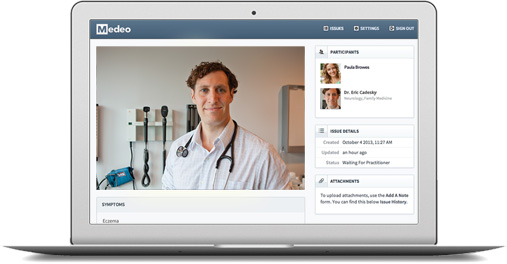 Medeo
ISSUES
SETTINGS
SIGN OUT
PARTICIPANTS
Paula Browes
Dr. Eric Cadesky
Neurology, Family Medicine
ISSUE DETAILS
Created October 4 2013, 11:27 AM
Updated an hour ago
Status Waiting For Practitioner
ATTACHMENTS
To upload attachments, use the Add A Note
form. You can find this below Issue History.
SYMPTOMS
Eczema